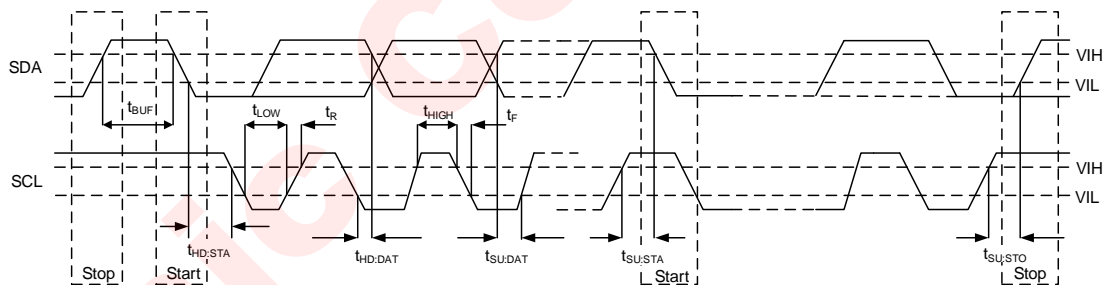 SDA
VIH
VIL
tBUF
tLOW
tR
tHIGH
tF
SCL
VIH
VIL
tHD:STA
tHD:DAT
tSU:DAT
tSU:STA
tSU:STO
Stop
Start
Start
Stop